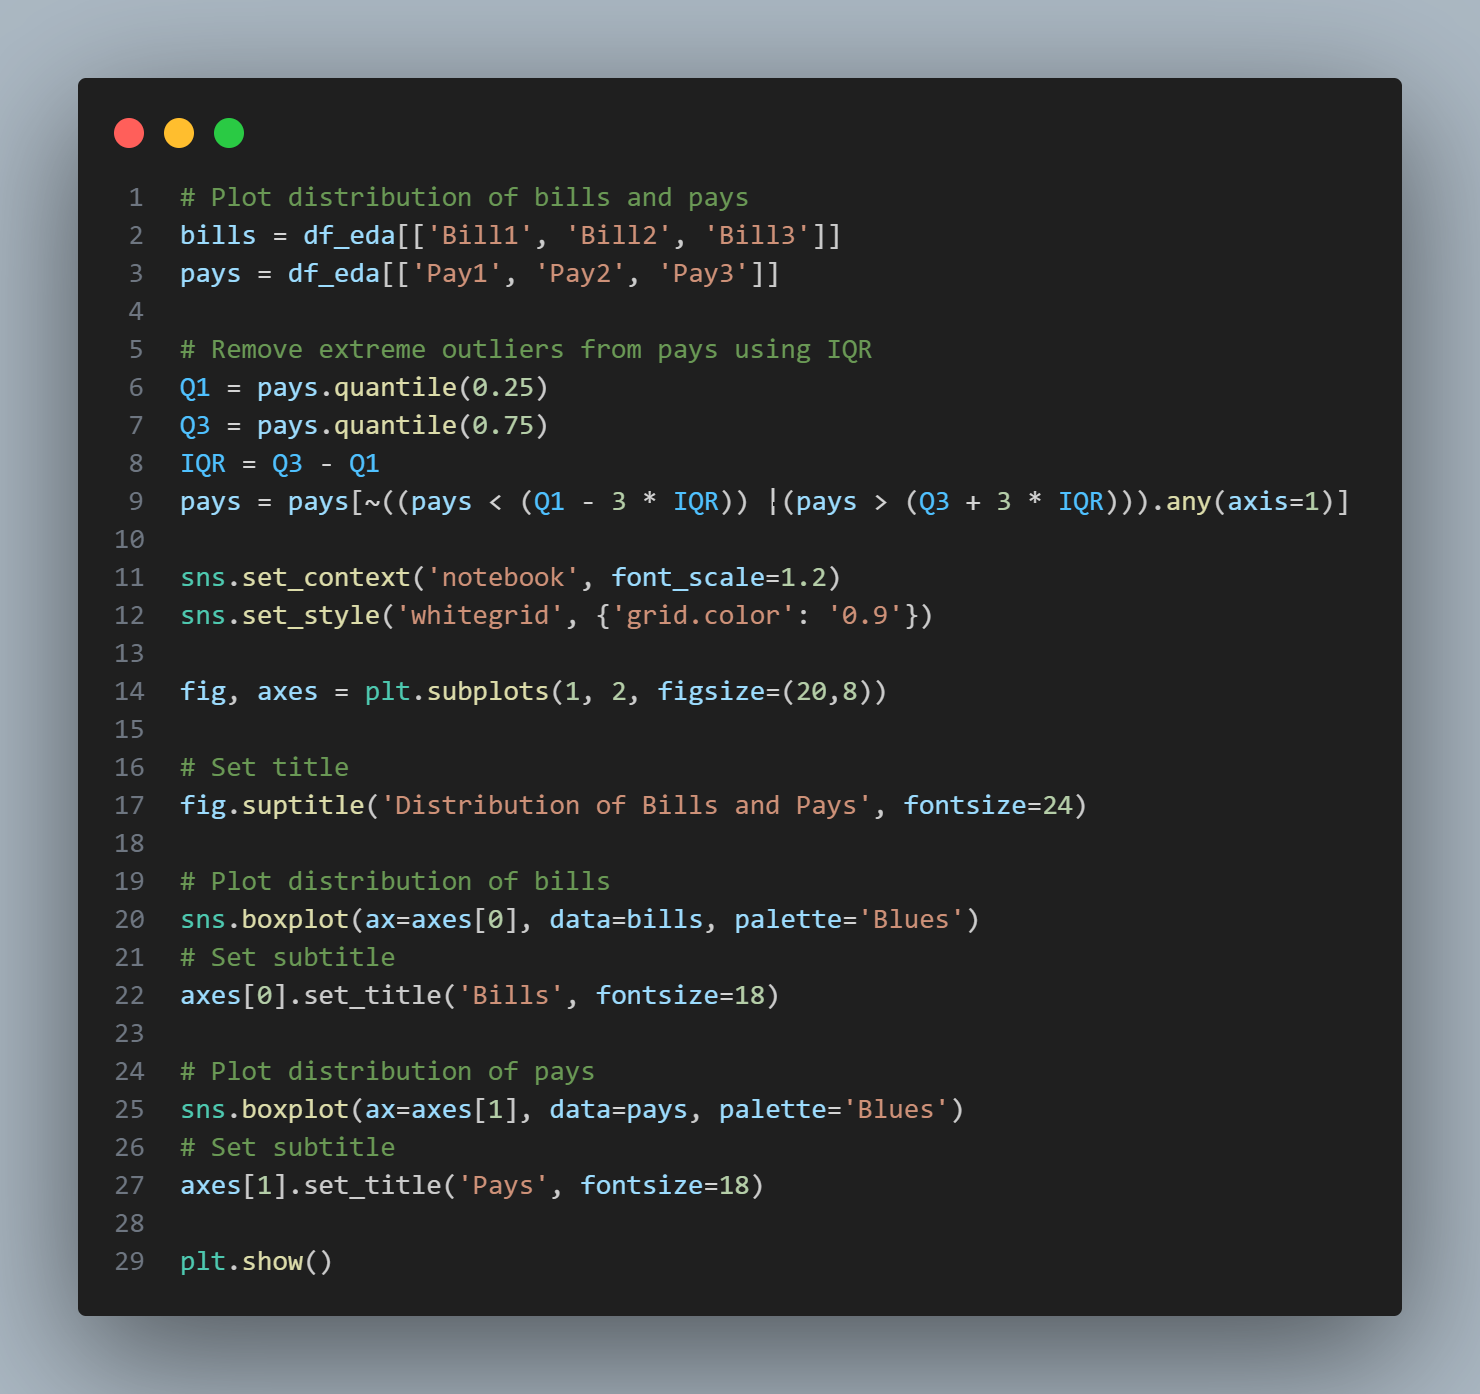 1 # Plot distribution of bills and pays
2 bills = df_eda[['Bill1', 'Bill2', 'Bill3']]
3 pays = df_eda[['Pay1', 'Pay2', 'Pay3']]
4
5 # Remove extreme outliers from pays using IQR
6 Q1 = pays.quantile(0.25)
7 Q3 = pays.quantile(0.75)
8 IQR = Q3 - Q1
9 pays = pays[~((pays < (Q1 - 3 * IQR)) |(pays > (Q3 + 3 * IQR))).any(axis=1)]
10
11 sns.set_context('notebook', font_scale=1.2)
12 sns.set_style('whitegrid', {'grid.color': '0.9'})
13
14 fig, axes = plt.subplots(1, 2, figsize=(20,8))
15
16 # Set title
17 fig.suptitle('Distribution of Bills and Pays', fontsize=24)
18
19 # Plot distribution of bills
20 sns.boxplot(ax=axes[0], data=bills, palette='Blues')
21 # Set subtitle
22 axes[0].set_title('Bills', fontsize=18)
23
24 # Plot distribution of pays
25 sns.boxplot(ax=axes[1], data=pays, palette='Blues')
26 # Set subtitle
27 axes[1].set_title('Pays', fontsize=18)
28
29 plt.show()